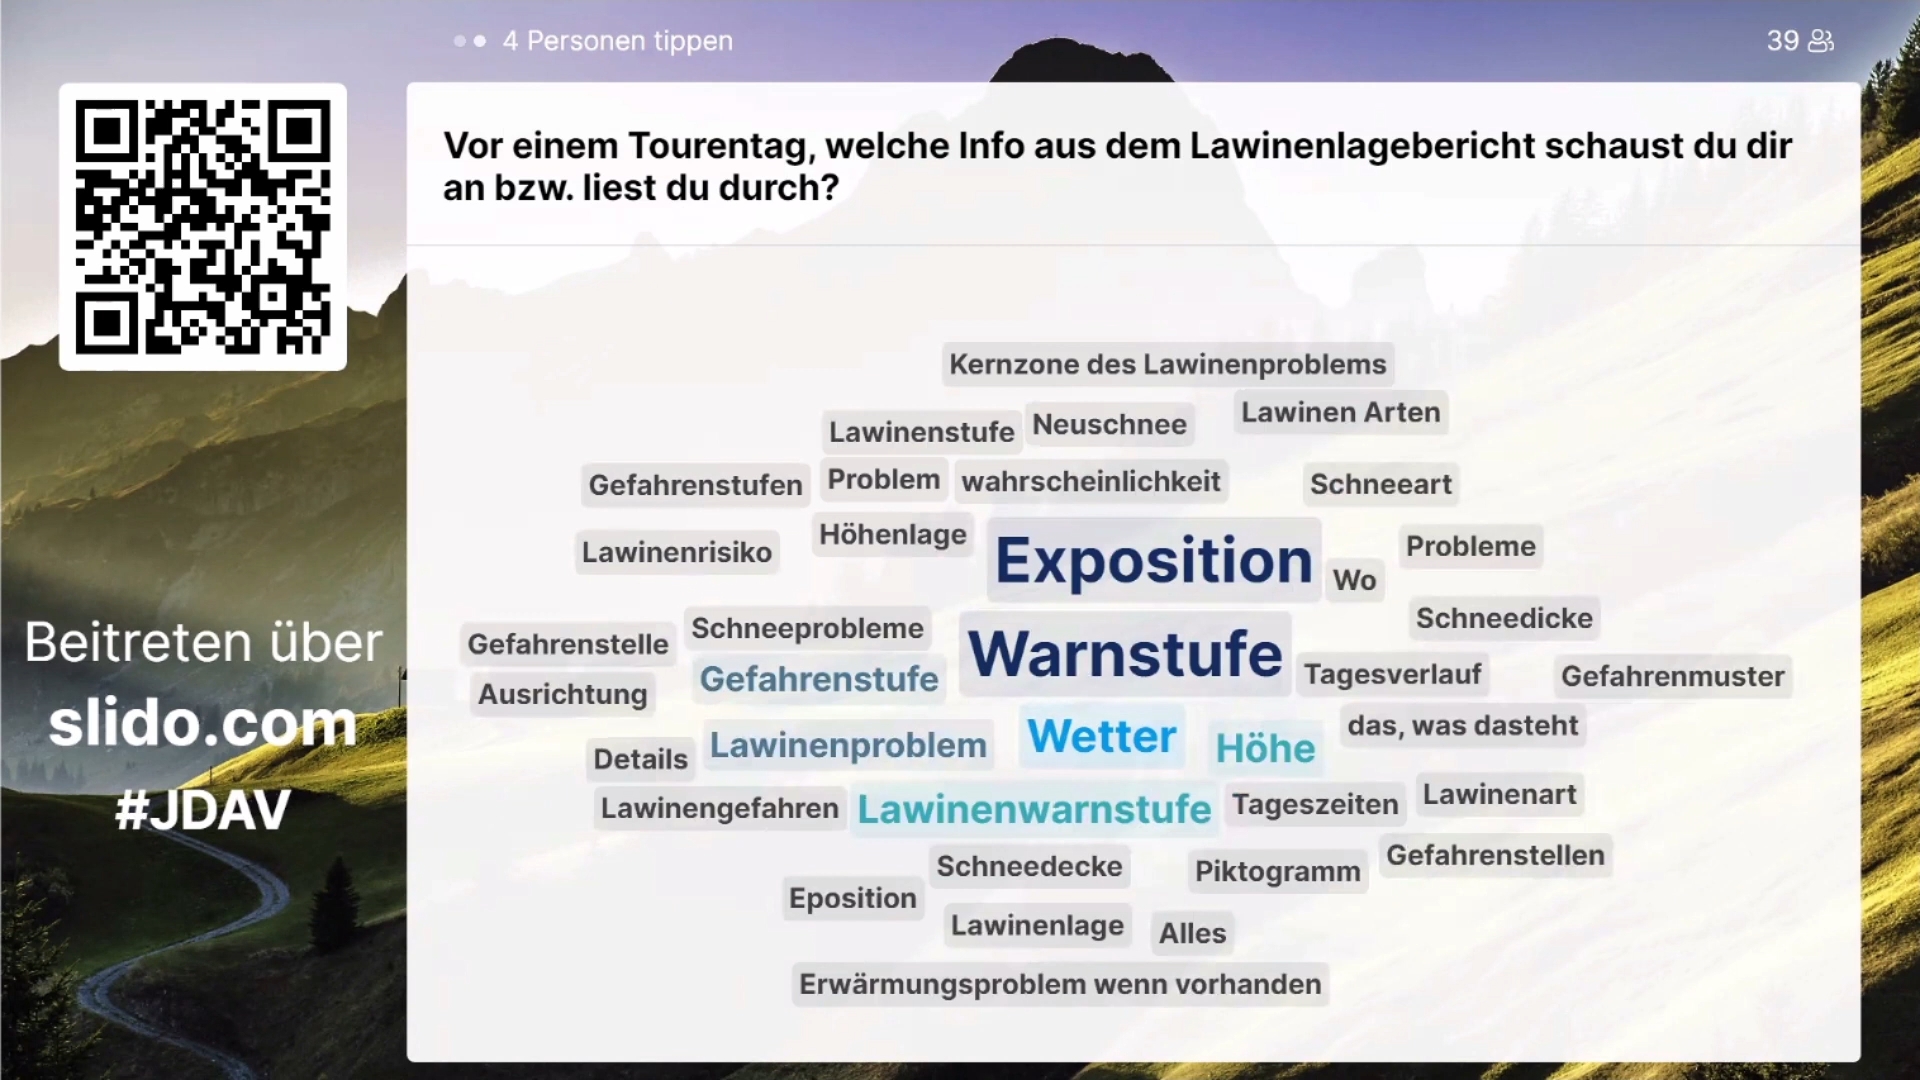 4 Personen tippen
39
Vor einem Tourentag, welche Info aus dem Lawinenlagebericht schaust du dir
an bzw. liest du durch?
Beitreten über
slido.com
#JDAV
Kernzone des Lawinenproblems
Lawinenstufe Neuschnee Lawinen Arten
Gefahrenstufen Problem wahrscheinlichkeit Schneeart
Lawinenrisiko Höhenlage Exposition Wo Probleme
Gefahrenstelle Schneeprobleme Warnstufe Schneedicke
Ausrichtung Gefahrenstufe Tagesverlauf Gefahrenmuster
Details Lawinenproblem Wetter Höhe das, was dasteht
Lawinengefahren Lawinenwarnstufe Tageszeiten Lawinenart
Schneedecke Piktogramm Gefahrenstellen
Eposition Lawinenlage Alles
Erwärmungsproblem wenn vorhanden